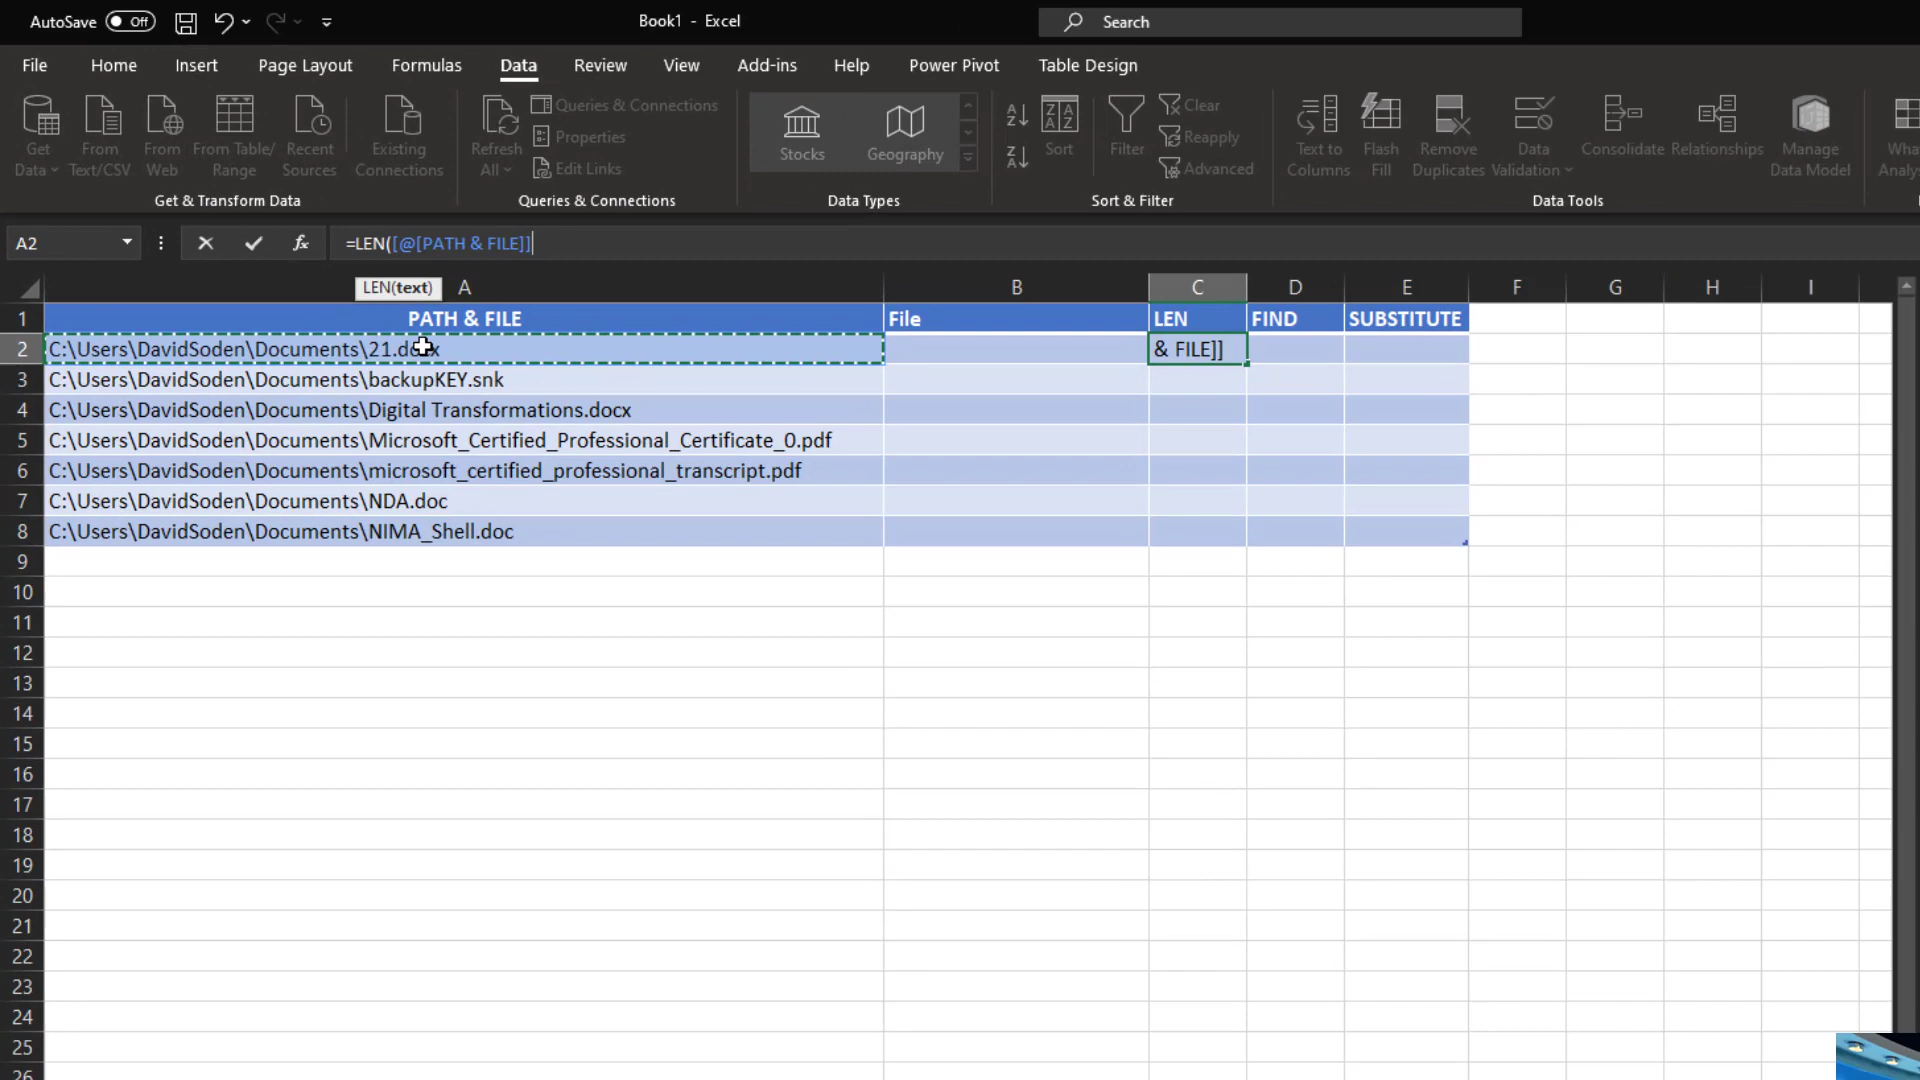 AutoSave Off Book1 - Excel Search
File Home Insert Page Layout Formulas Data Review View Add-ins Help Power Pivot Table Design
Get Data
From Text/CSV
From Web
From Table/ Range
Recent Sources
Existing Connections
Get & Transform Data
Refresh All
Queries & Connections
Properties
Edit Links
Queries & Connections
Stocks
Geography
Data Types
Sort
Filter
Clear
Reapply
Advanced
Sort & Filter
Text to Columns
Flash Fill
Remove Duplicates
Data Validation
Consolidate
Relationships
Manage Data Model
Data Tools
A2 fx =LEN([@[PATH & FILE]]
LEN(text)
A B C D E F G H I
1 PATH & FILE File LEN FIND SUBSTITUTE
2 C:\Users\DavidSoden\Documents\21.docx & FILE]]
3 C:\Users\DavidSoden\Documents\backupKEY.snk
4 C:\Users\DavidSoden\Documents\Digital Transformations.docx
5 C:\Users\DavidSoden\Documents\Microsoft_Certified_Professional_Certificate_0.pdf
6 C:\Users\DavidSoden\Documents\microsoft_certified_professional_transcript.pdf
7 C:\Users\DavidSoden\Documents\NDA.doc
8 C:\Users\DavidSoden\Documents\NIMA_Shell.doc
9
10
11
12
13
14
15
16
17
18
19
20
21
22
23
24
25
26